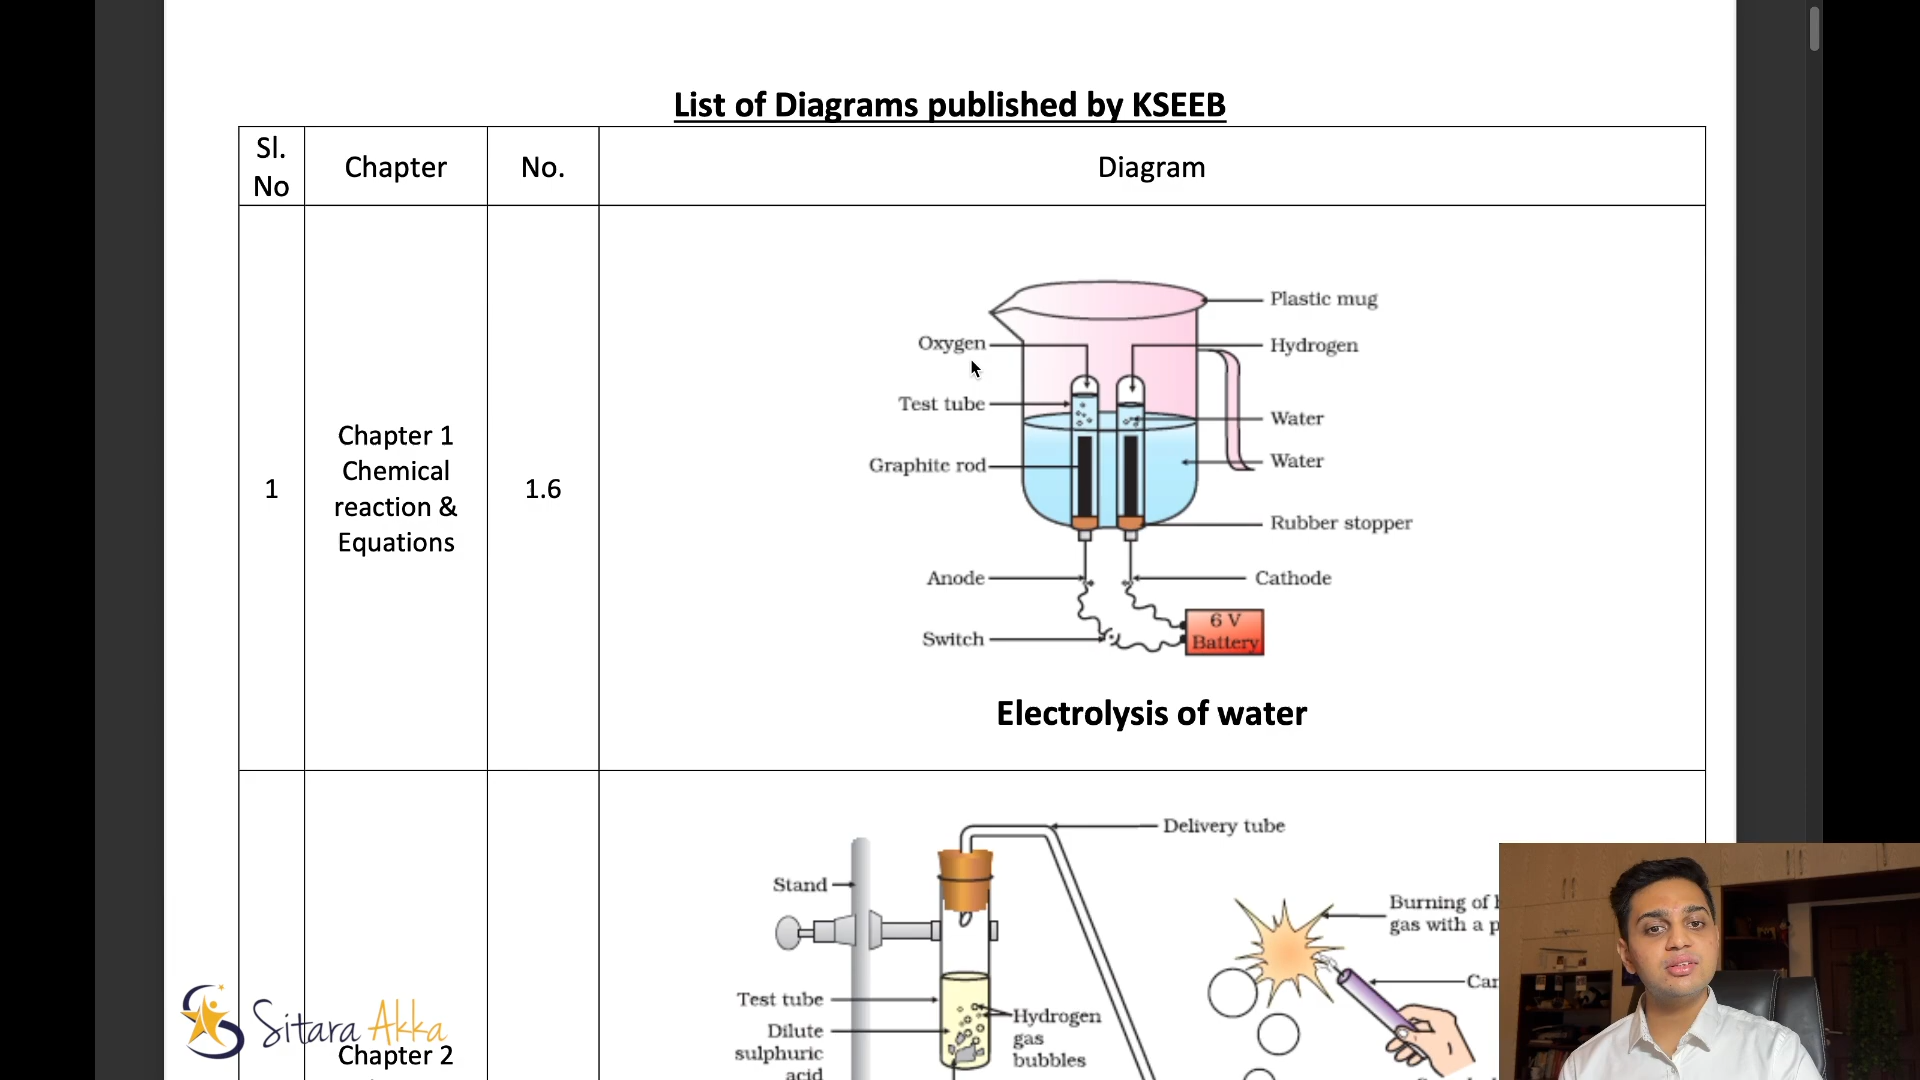 List of Diagrams published by KSEEB
Sl.
No
Chapter
No.
Diagram
1
Chapter 1
Chemical
reaction &
Equations
1.6
Plastic mug
Oxygen
Hydrogen
Test tube
Water
Graphite rod
Water
Rubber stopper
Anode
Cathode
Switch
6 V
Battery
Electrolysis of water
Delivery tube
Stand
Burning of
gas with a
Test tube
Hydrogen
gas
bubbles
Dilute
sulphuric
acid
Sitara Akka
Chapter 2